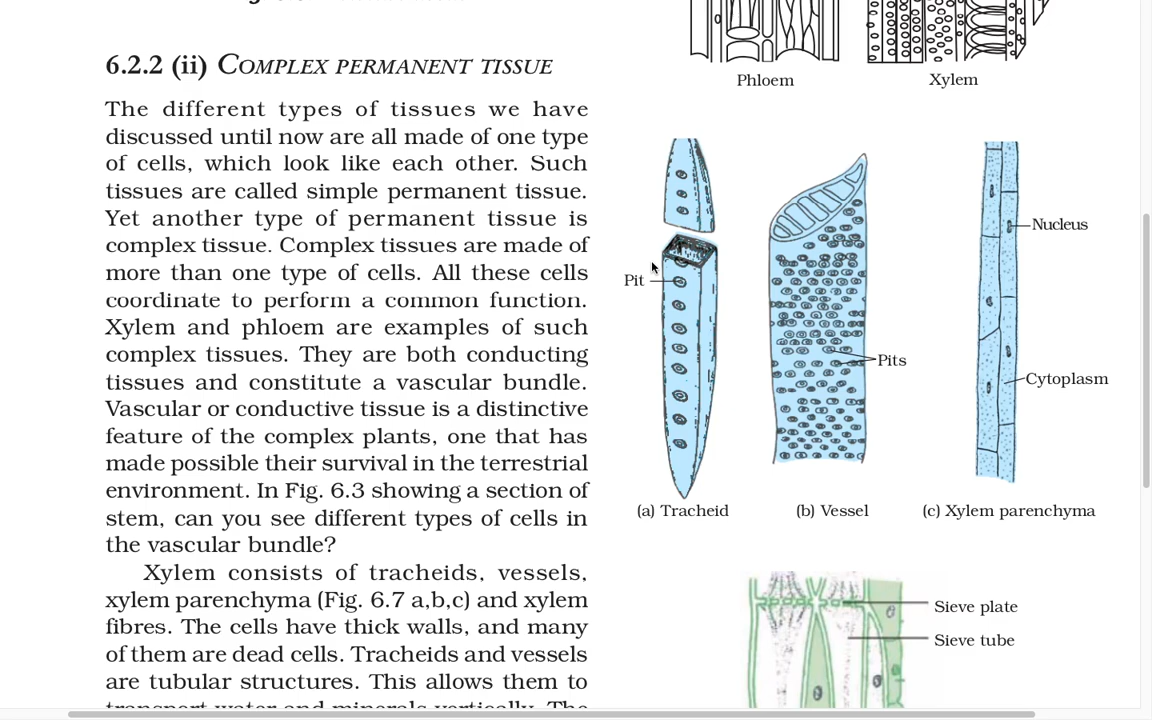 6.2.2 (ii) COMPLEX PERMANENT TISSUE
The different types of tissues we have
discussed until now are all made of one type
of cells, which look like each other. Such
tissues are called simple permanent tissue.
Yet another type of permanent tissue is
complex tissue. Complex tissues are made of
more than one type of cells. All these cells
coordinate to perform a common function.
Xylem and phloem are examples of such
complex tissues. They are both conducting
tissues and constitute a vascular bundle.
Vascular or conductive tissue is a distinctive
feature of the complex plants, one that has
made possible their survival in the terrestrial
environment. In Fig. 6.3 showing a section of
stem, can you see different types of cells in
the vascular bundle?
Xylem consists of tracheids, vessels,
xylem parenchyma (Fig. 6.7 a,b,c) and xylem
fibres. The cells have thick walls, and many
of them are dead cells. Tracheids and vessels
are tubular structures. This allows them to
transport water and minerals vertically. The
Phloem
Xylem
Pit
Pits
Nucleus
Cytoplasm
(a) Tracheid
(b) Vessel
(c) Xylem parenchyma
Sieve plate
Sieve tube